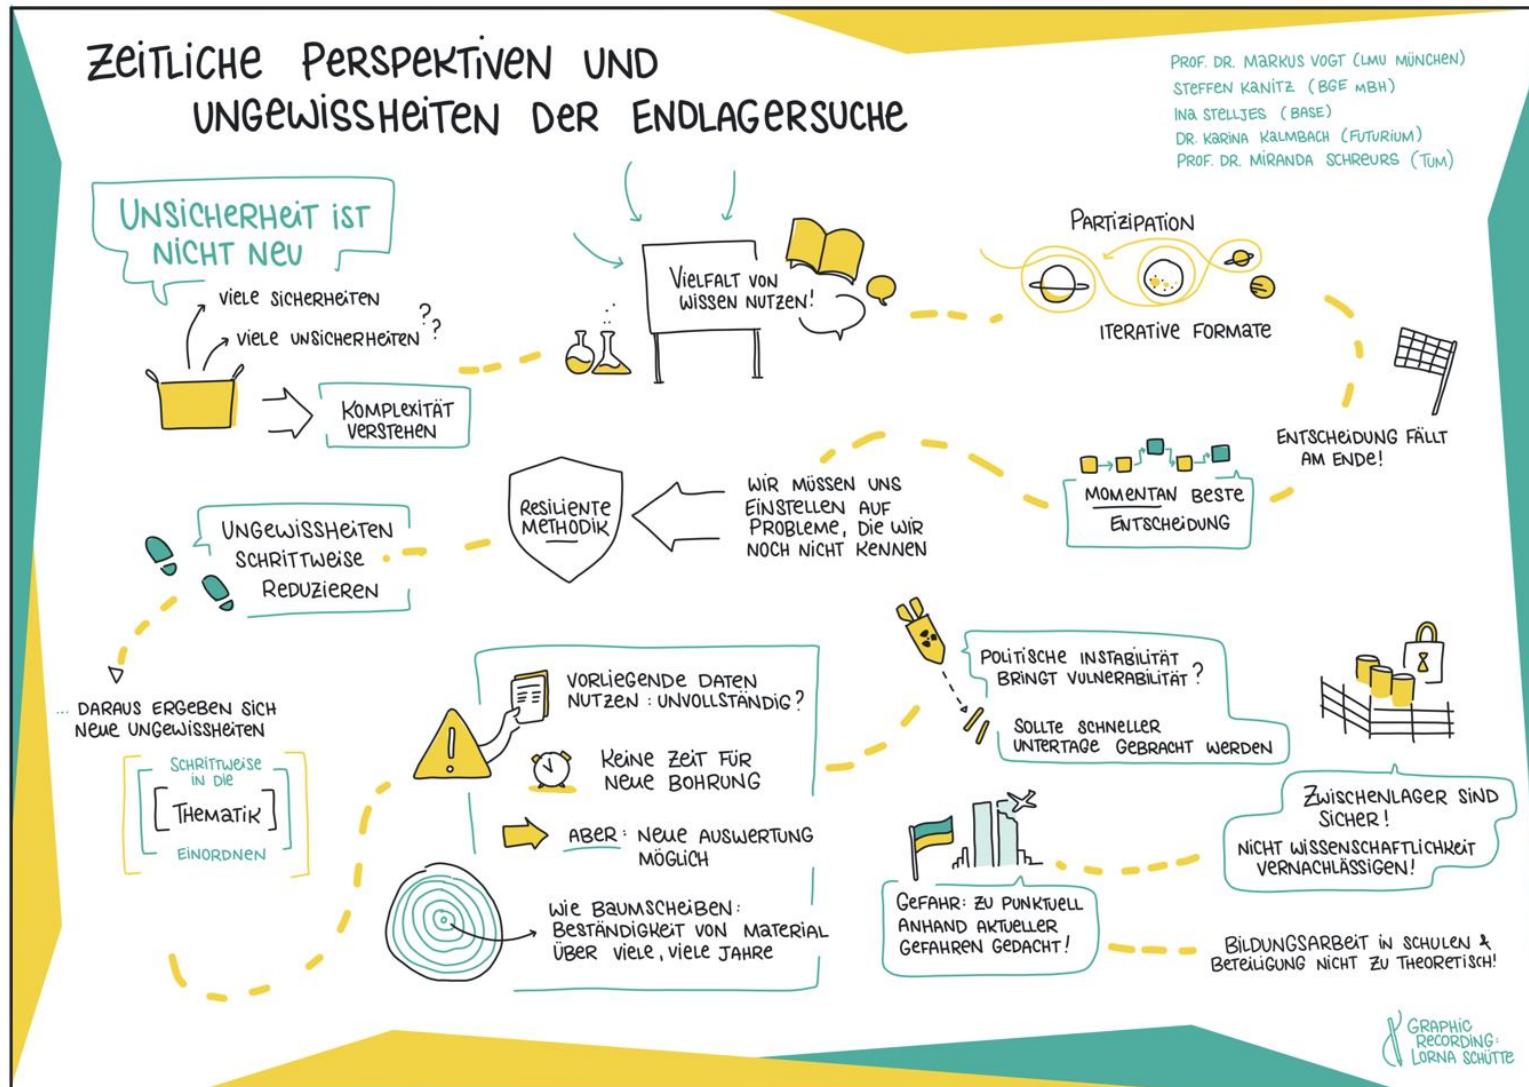 Zeitliche Perspektiven und
Ungewissheiten der Endlagersuche
Prof. Dr. Markus Vogt (LMU München)
Steffen Kanitz (BGE mbH)
Ina Stelljes (BASE)
Dr. Karina Kalmbach (Futurium)
Prof. Dr. Miranda Schreurs (TUM)
Unsicherheit ist
nicht neu
viele Sicherheiten
viele Unsicherheiten ??
Komplexität
verstehen
Vielfalt von
Wissen nutzen!
Partizipation
iterative Formate
Entscheidung fällt
am Ende!
Momentan beste
Entscheidung
Wir müssen uns
einstellen auf
Probleme, die wir
noch nicht kennen
Resiliente
Methodik
Ungewissheiten
schrittweise
reduzieren
... daraus ergeben sich
neue Ungewissheiten
Schrittweise
in die
[Thematik]
einordnen
Vorliegende Daten
nutzen: unvollständig?
Keine Zeit für
neue Bohrung
Aber: neue Auswertung
möglich
Wie Baumscheiben:
Beständigkeit von Material
über viele, viele Jahre
Politische Instabilität
bringt Vulnerabilität?
Sollte schneller
untertage gebracht werden
Zwischenlager sind
sicher!
Nicht Wissenschaftlichkeit
vernachlässigen!
Gefahr: zu punktuell
anhand aktueller
Gefahren gedacht!
Bildungsarbeit in Schulen &
Beteiligung nicht zu theoretisch!
Graphic
Recording:
Lorna Schütte